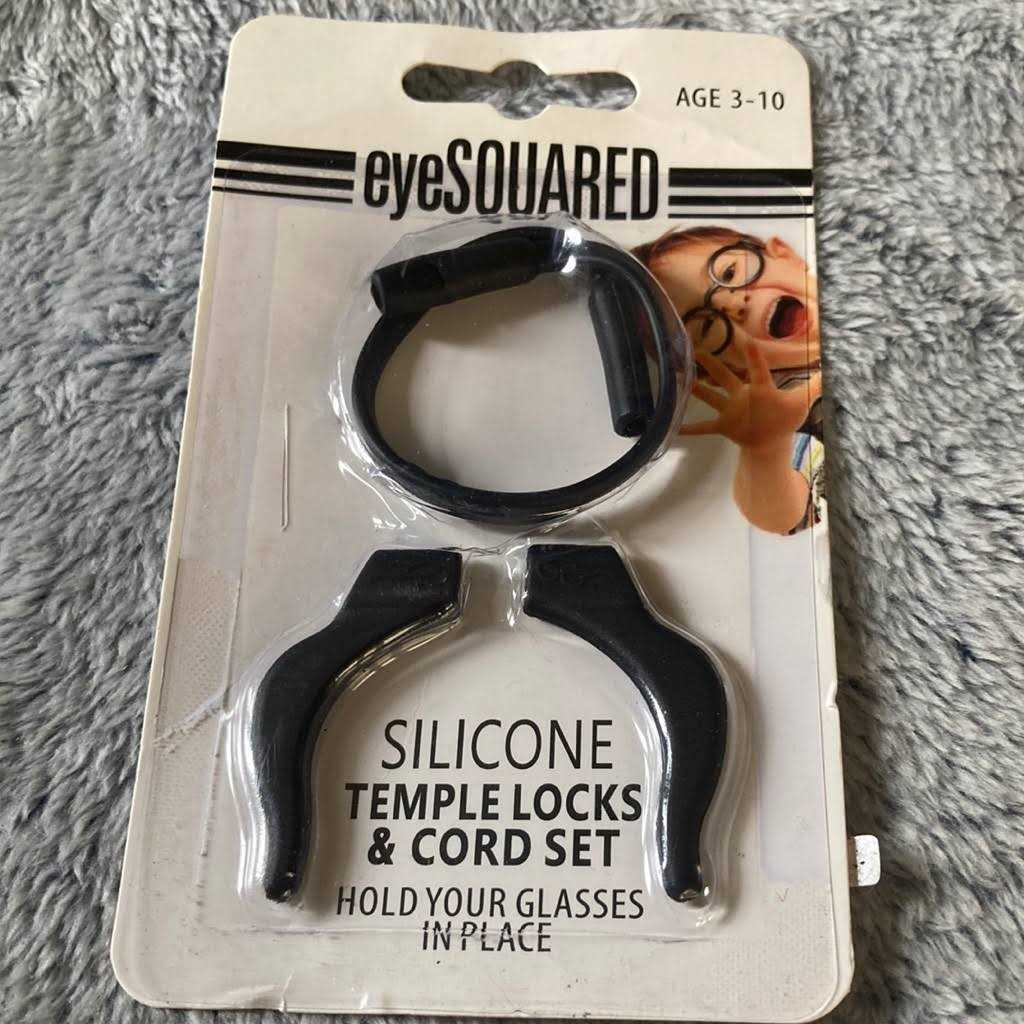 AGE 3-10
eyeSQUARED
SILICONE
TEMPLE LOCKS
& CORD SET
HOLD YOUR GLASSES
IN PLACE